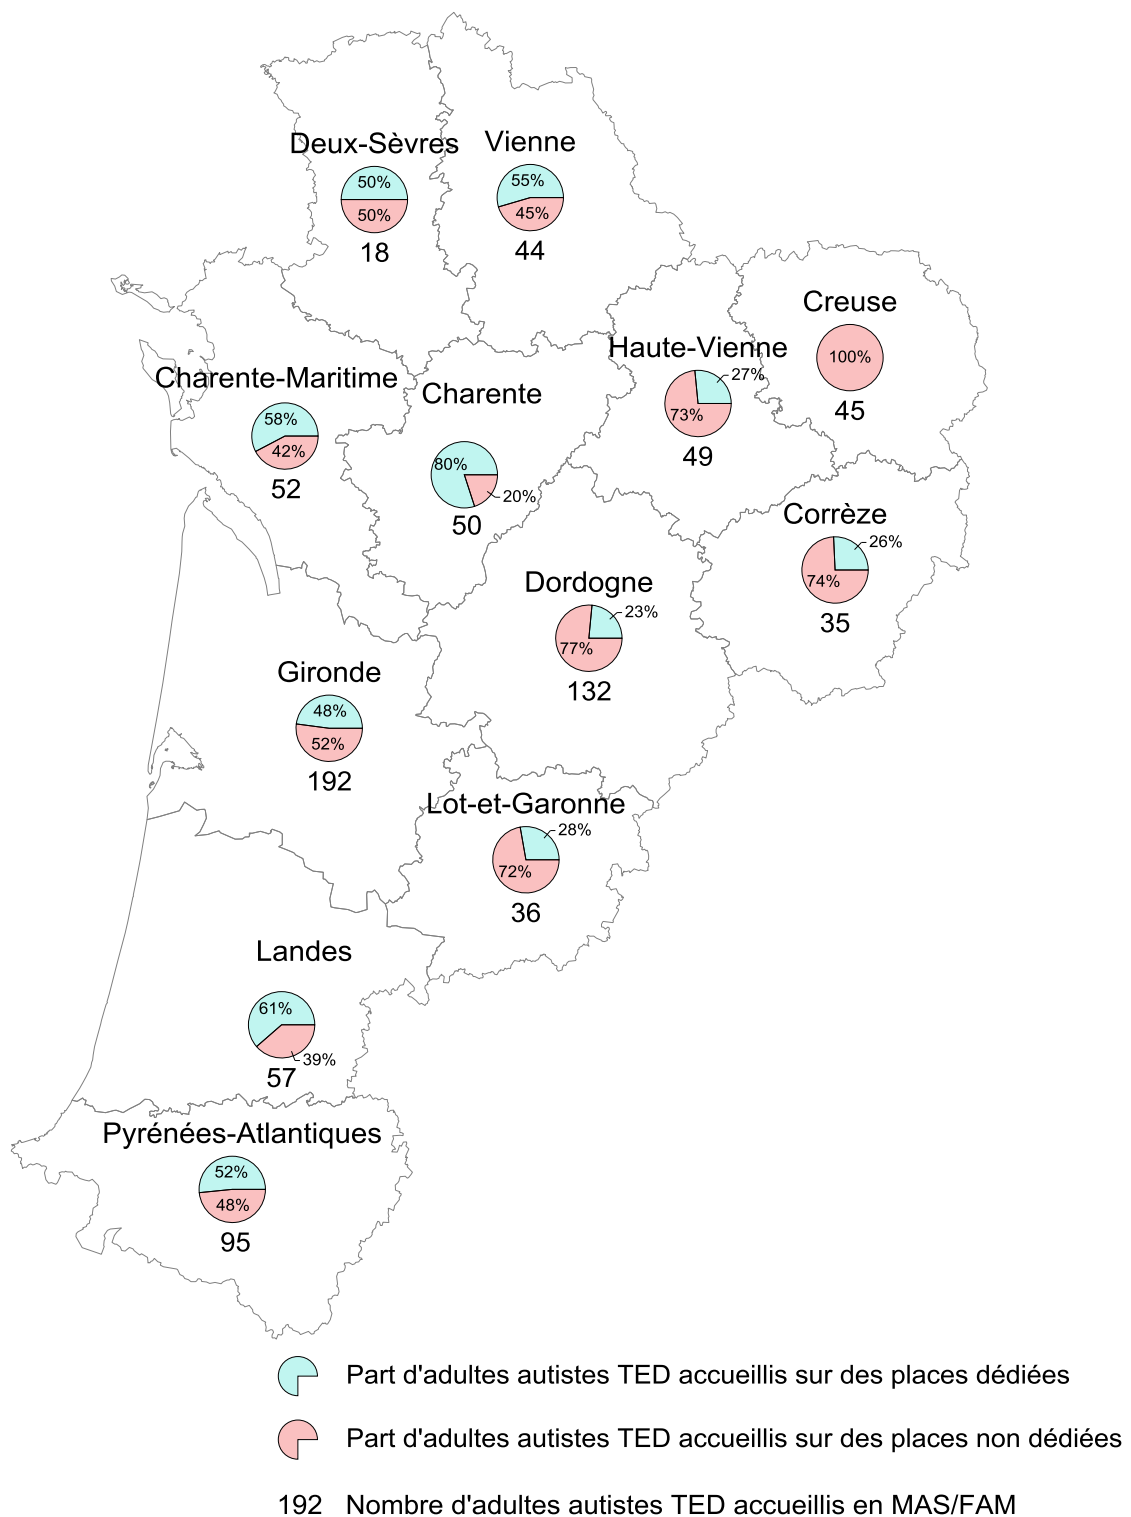 Deux-Sèvres
50%
50%
18
Vienne
55%
45%
44
Creuse
100%
45
Haute-Vienne
27%
73%
49
Charente-Maritime
58%
42%
52
Charente
80%
20%
50
Corrèze
26%
74%
35
Dordogne
23%
77%
132
Gironde
48%
52%
192
Lot-et-Garonne
28%
72%
36
Landes
61%
39%
57
Pyrénées-Atlantiques
52%
48%
95
Part d'adultes autistes TED accueillis sur des places dédiées
Part d'adultes autistes TED accueillis sur des places non dédiées
192 Nombre d'adultes autistes TED accueillis en MAS/FAM